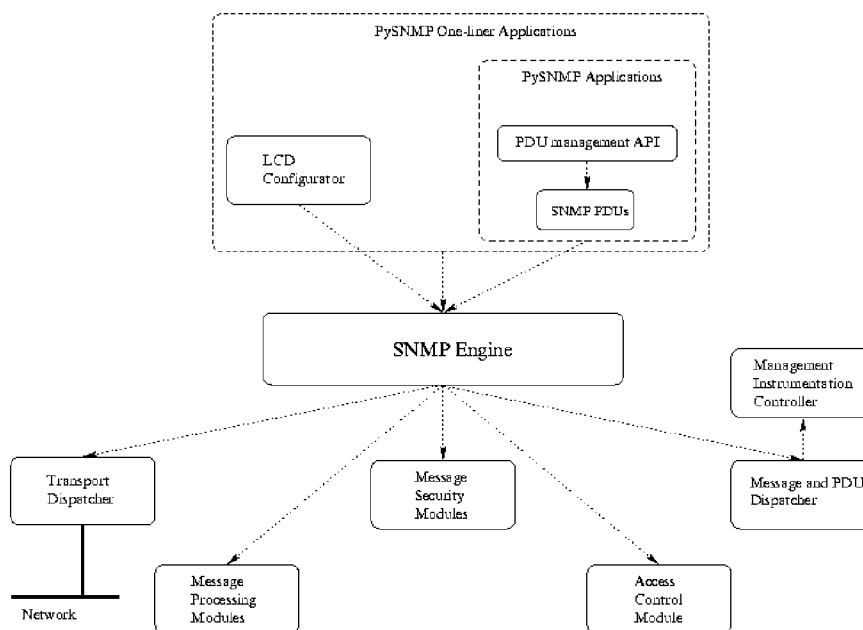 PySNMP One-liner Applications
PySNMP Applications
PDU management API
LCD
Configurator
SNMP PDUs
SNMP Engine
Management
Instrumentation
Controller
Transport
Dispatcher
Message
Security
Modules
Message and PDU
Dispatcher
Message
Processing
Modules
Access
Control
Module
Network